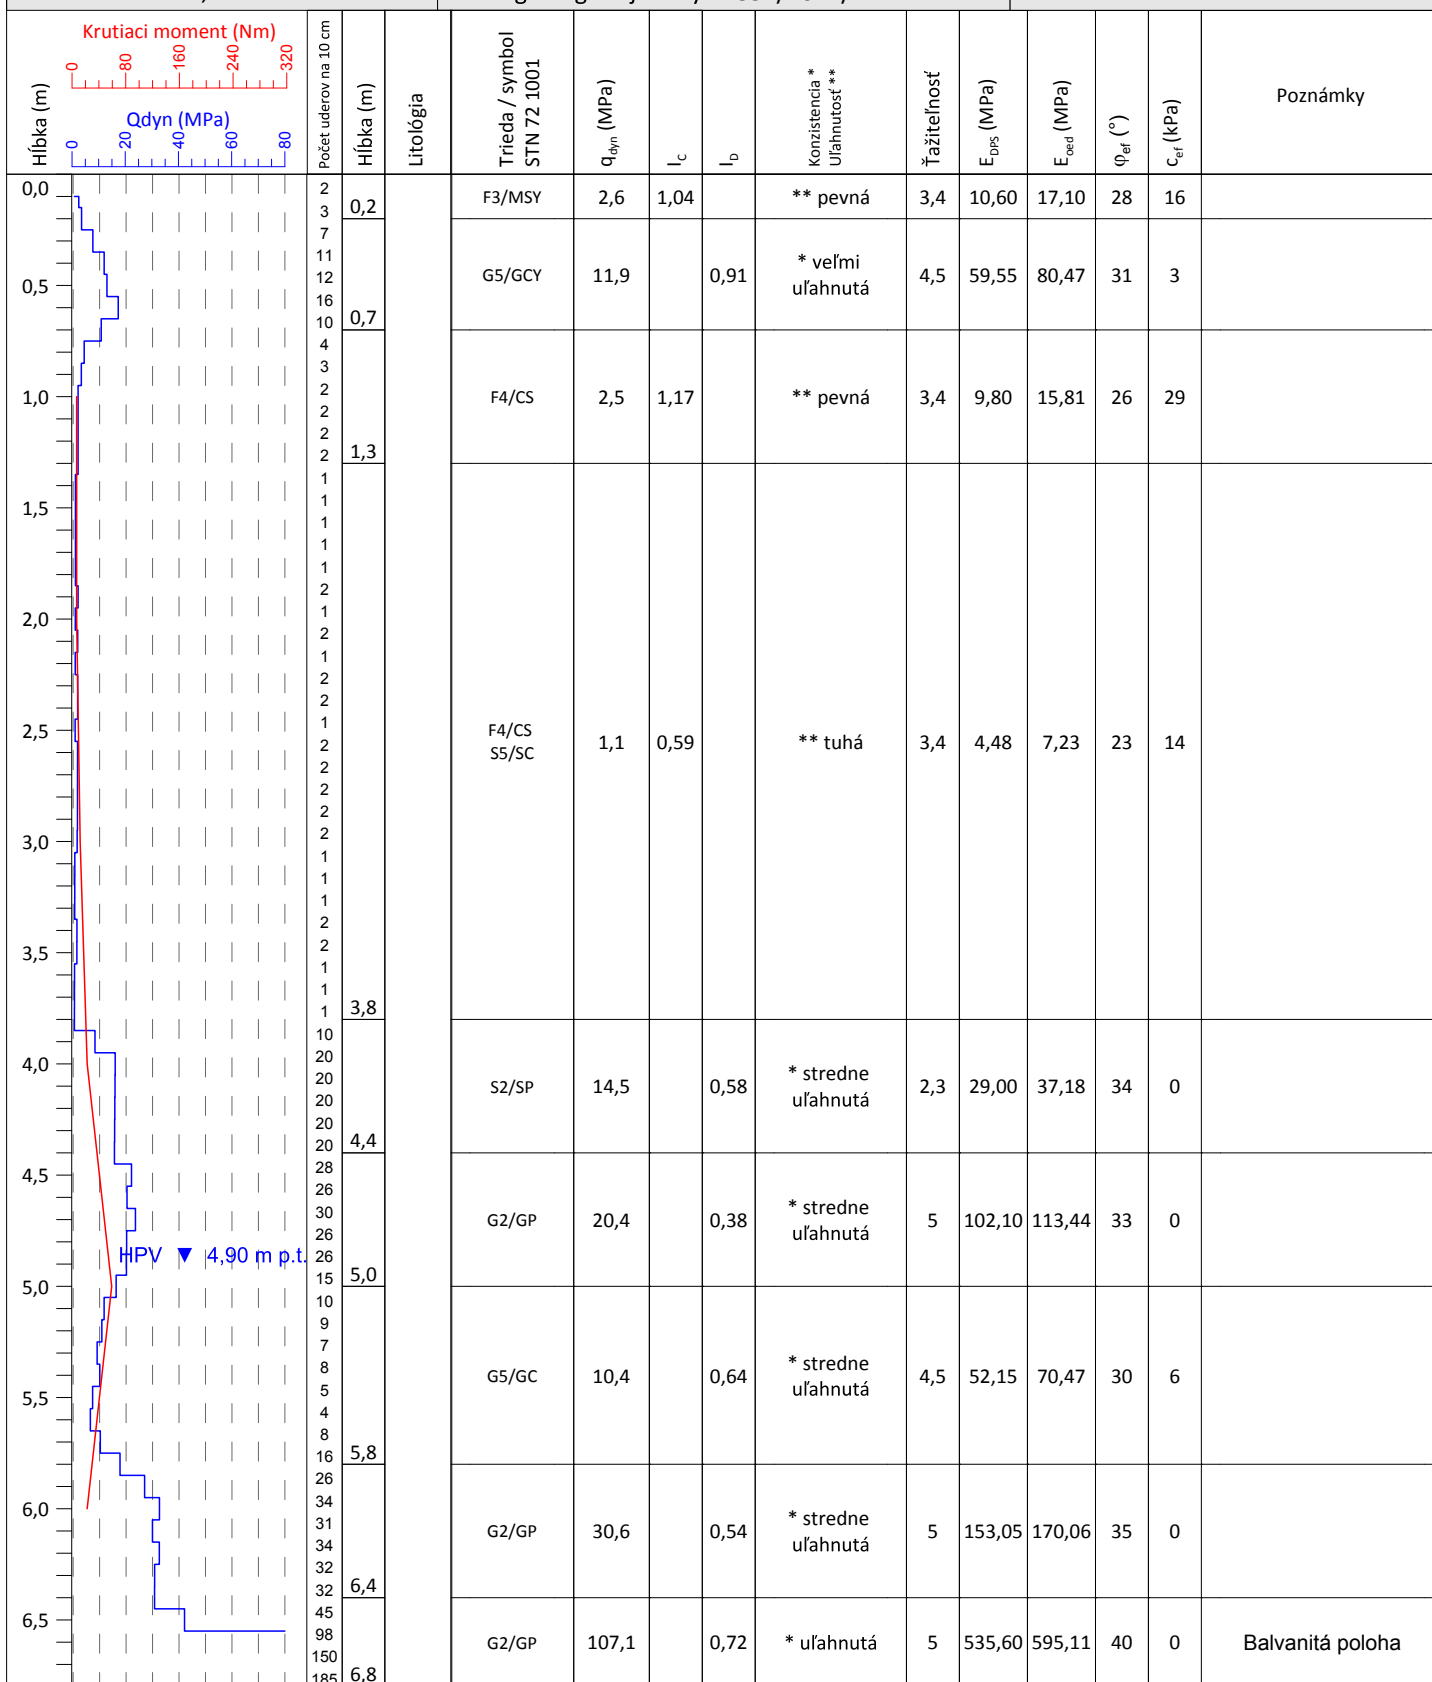 Hĺbka (m)
Krutiaci moment (Nm)
0 80 160 240 320
Qdyn (MPa)
0 20 40 60 80
Počet uderov na 10 cm
Hĺbka (m)
Litológia
Trieda / symbol
STN 72 1001
q_dyn (MPa)
I_C
I_D
Konzistencia *
Uľahnutosť **
Ťažiteľnosť
E_DPS (MPa)
E_oed (MPa)
φ_ef (°)
c_ef (kPa)
Poznámky
0,0
0,5
1,0
1,5
2,0
2,5
3,0
3,5
4,0
4,5
5,0
5,5
6,0
6,5
HPV ▼ 4,90 m p.t.
2
3
7
11
12
16
10
4
3
2
2
2
2
1
1
1
1
1
2
1
2
1
2
2
1
2
2
2
2
2
1
1
1
2
2
1
1
1
10
20
20
20
20
20
28
26
30
26
26
15
10
9
7
8
5
4
8
16
26
34
31
34
32
32
45
98
150
185
0,2 F3/MSY 2,6 1,04 ** pevná 3,4 10,60 17,10 28 16
0,7 G5/GCY 11,9 0,91 * veľmi
uľahnutá 4,5 59,55 80,47 31 3
1,3 F4/CS 2,5 1,17 ** pevná 3,4 9,80 15,81 26 29
3,8 F4/CS
S5/SC 1,1 0,59 ** tuhá 3,4 4,48 7,23 23 14
4,4 S2/SP 14,5 0,58 * stredne
uľahnutá 2,3 29,00 37,18 34 0
5,0 G2/GP 20,4 0,38 * stredne
uľahnutá 5 102,10 113,44 33 0
5,8 G5/GC 10,4 0,64 * stredne
uľahnutá 4,5 52,15 70,47 30 6
6,4 G2/GP 30,6 0,54 * stredne
uľahnutá 5 153,05 170,06 35 0
6,8 G2/GP 107,1 0,72 * uľahnutá 5 535,60 595,11 40 0 Balvanitá poloha